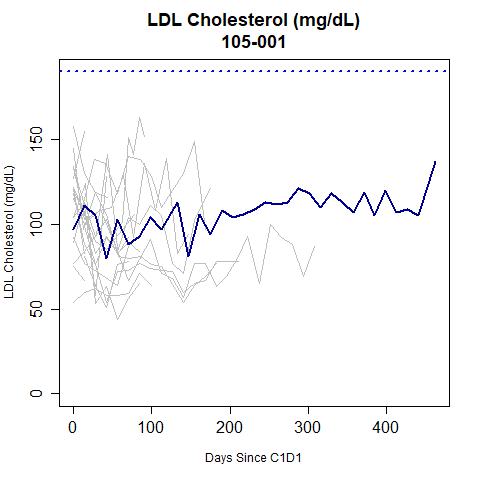 LDL Cholesterol (mg/dL)
105-001
LDL Cholesterol (mg/dL)
150
100
50
0
0 100 200 300 400
Days Since C1D1